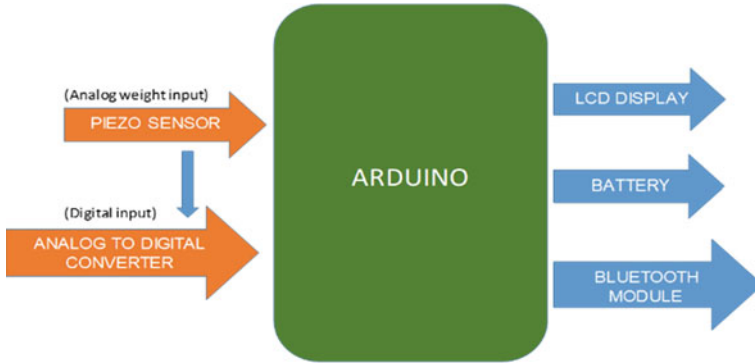 (Analog weight input)
PIEZO SENSOR
(Digital input)
ANALOG TO DIGITAL
CONVERTER
ARDUINO
LCD DISPLAY
BATTERY
BLUETOOTH
MODULE